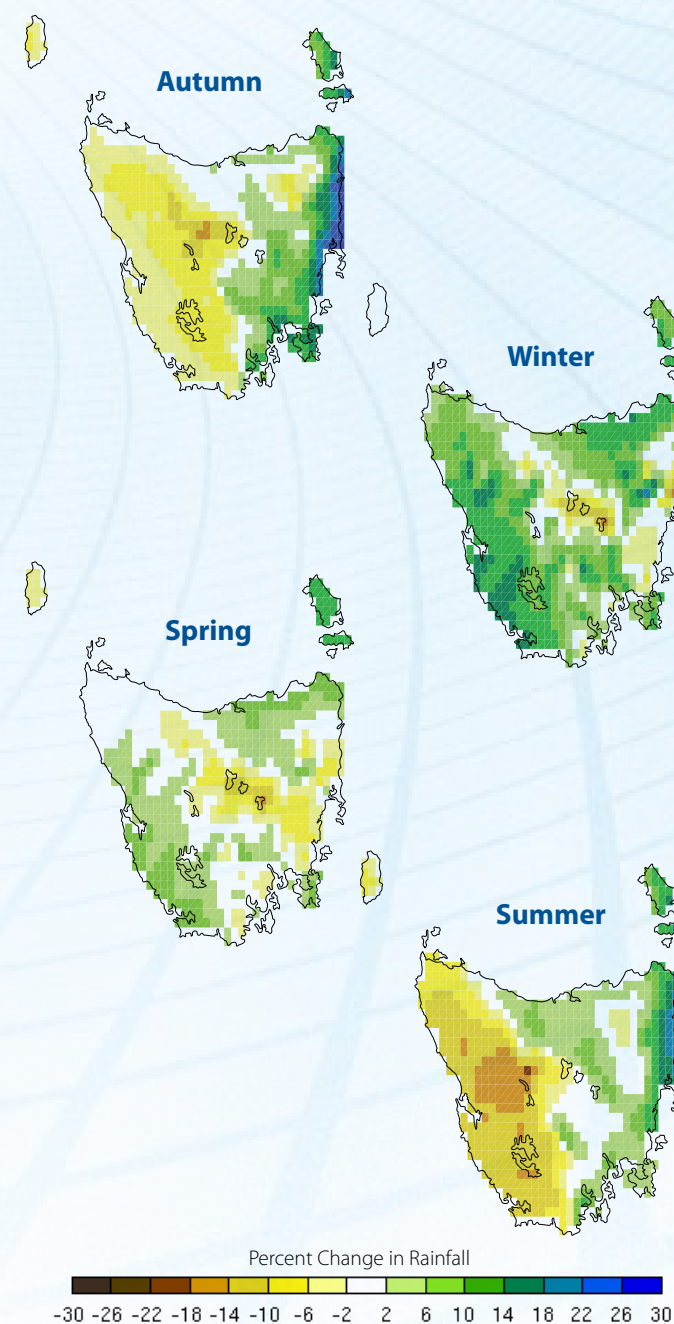 Autumn
Winter
Spring
Summer
Percent Change in Rainfall
-30 -26 -22 -18 -14 -10 -6 -2 2 6 10 14 18 22 26 30